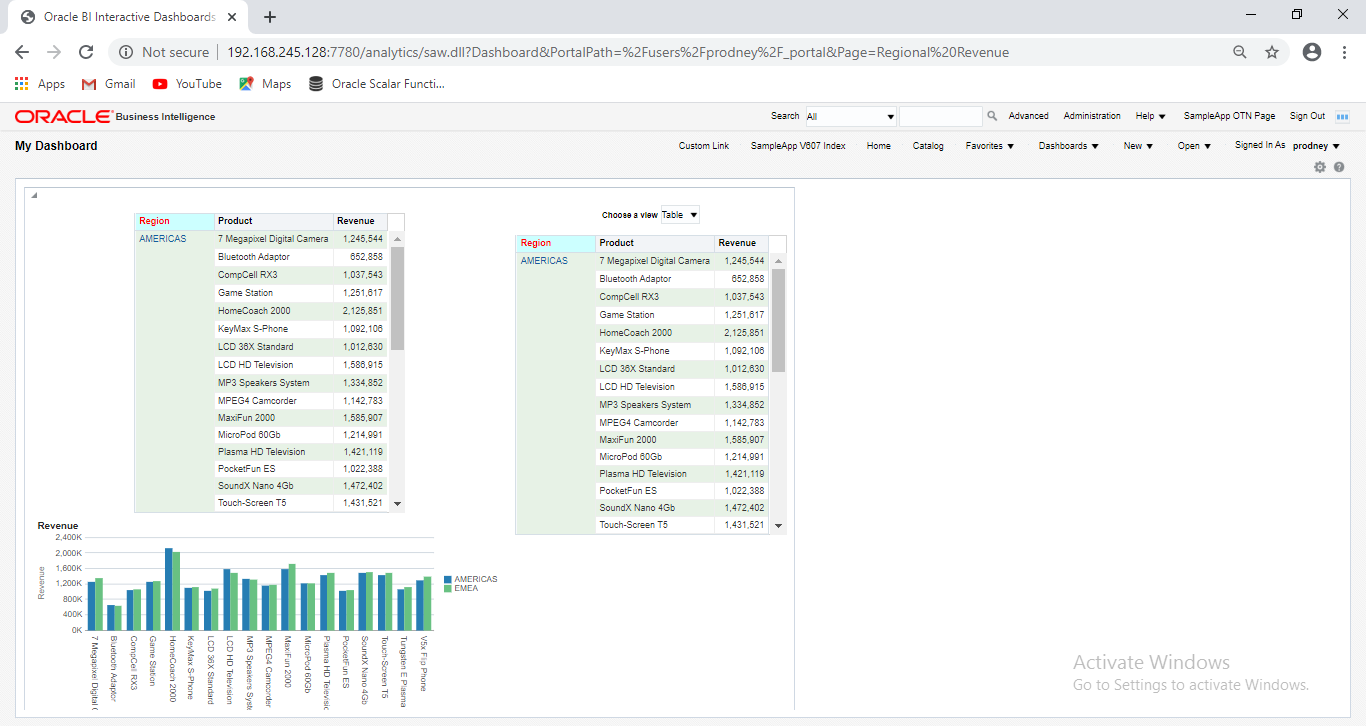 Oracle BI Interactive Dashboards
Not secure
192.168.245.128:7780/analytics/saw.dll?Dashboard&PortalPath=%2Fusers%2Fprodney%2F_portal&Page=Regional%20Revenue
Apps Gmail YouTube Maps Oracle Scalar Functi...
ORACLE Business Intelligence
Search All Advanced Administration Help SampleApp OTN Page Sign Out
My Dashboard
Custom Link SampleApp V607 Index Home Catalog Favorites Dashboards New Open Signed In As prodney
Region Product Revenue
AMERICAS 7 Megapixel Digital Camera 1,245,544
Bluetooth Adaptor 652,858
CompCell RX3 1,037,543
Game Station 1,251,617
HomeCoach 2000 2,125,851
KeyMax S-Phone 1,092,106
LCD 36X Standard 1,012,630
LCD HD Television 1,586,915
MP3 Speakers System 1,334,852
MPEG4 Camcorder 1,142,783
MaxiFun 2000 1,585,907
MicroPod 60Gb 1,214,991
Plasma HD Television 1,421,119
PocketFun ES 1,022,388
SoundX Nano 4Gb 1,472,402
Touch-Screen T5 1,431,521
Choose a view Table
Region Product Revenue
AMERICAS 7 Megapixel Digital Camera 1,245,544
Bluetooth Adaptor 652,858
CompCell RX3 1,037,543
Game Station 1,251,617
HomeCoach 2000 2,125,851
KeyMax S-Phone 1,092,106
LCD 36X Standard 1,012,630
LCD HD Television 1,586,915
MP3 Speakers System 1,334,852
MPEG4 Camcorder 1,142,783
MaxiFun 2000 1,585,907
MicroPod 60Gb 1,214,991
Plasma HD Television 1,421,119
PocketFun ES 1,022,388
SoundX Nano 4Gb 1,472,402
Touch-Screen T5 1,431,521
Revenue
2,400K
2,000K
1,600K
1,200K
800K
400K
0K
Revenue
AMERICAS
EMEA
7 Megapixel Digital
Bluetooth Adaptor
CompCell RX3
Game Station
HomeCoach 2000
KeyMax S-Phone
LCD 36X Standard
LCD HD Television
MP3 Speakers Syst
MPEG4 Camcorder
MaxiFun 2000
MicroPod 60Gb
Plasma HD Televisic
PocketFun ES
SoundX Nano 4Gb
Touch-Screen T5
Tungsten E Plasma
V5x Flip Phone
Activate Windows
Go to Settings to activate Windows.